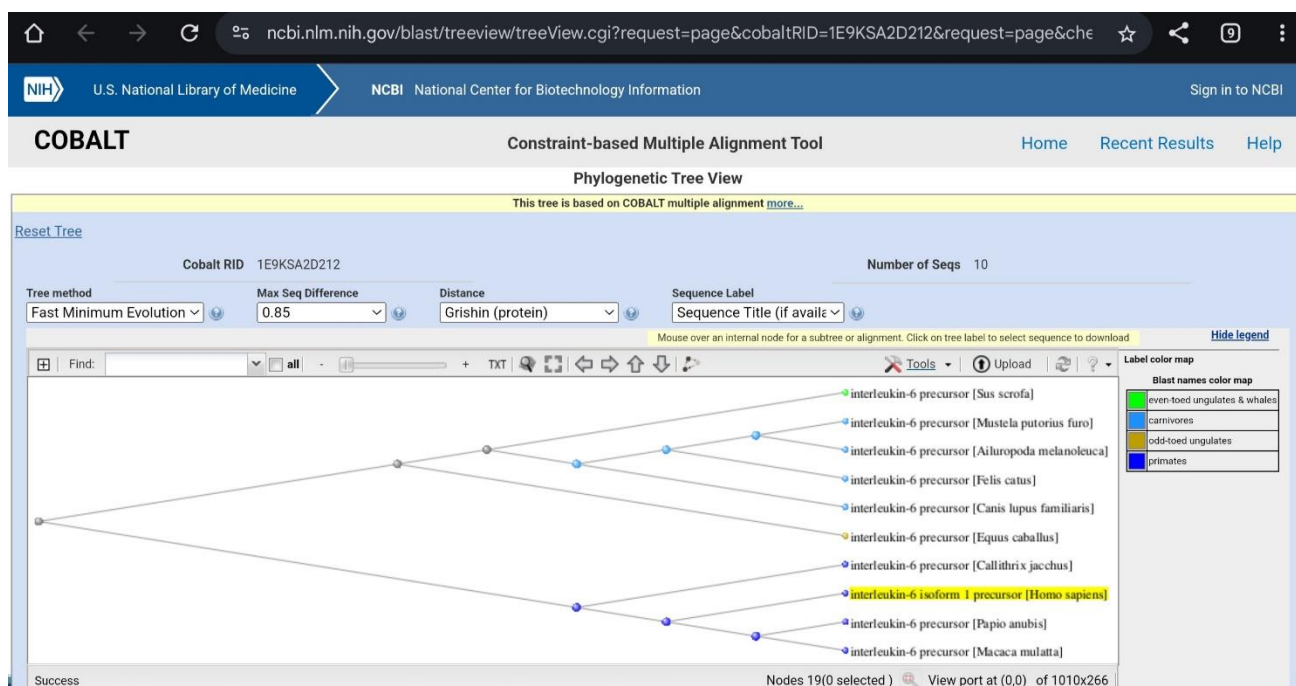 ncbi.nlm.nih.gov/blast/treeview/treeView.cgi?request=page&cobaltRID=1E9KSA2D212&request=page&che
9
NIH U.S. National Library of Medicine NCBI National Center for Biotechnology Information Sign in to NCBI
COBALT Constraint-based Multiple Alignment Tool Home Recent Results Help
Phylogenetic Tree View
This tree is based on COBALT multiple alignment more...
Reset Tree
Cobalt RID 1E9KSA2D212 Number of Seqs 10
Tree method Max Seq Difference Distance Sequence Label
Fast Minimum Evolution 0.85 Grishin (protein) Sequence Title (if availa
Mouse over an internal node for a subtree or alignment. Click on tree label to select sequence to download Hide legend
Find: all - + TXT Tools Upload ?
Label color map
Blast names color map
even-toed ungulates & whales
carnivores
odd-toed ungulates
primates
interleukin-6 precursor [Sus scrofa]
interleukin-6 precursor [Mustela putorius furo]
interleukin-6 precursor [Ailuropoda melanoleuca]
interleukin-6 precursor [Felis catus]
interleukin-6 precursor [Canis lupus familiaris]
interleukin-6 precursor [Equus caballus]
interleukin-6 precursor [Callithrix jacchus]
interleukin-6 isoform 1 precursor [Homo sapiens]
interleukin-6 precursor [Papio anubis]
interleukin-6 precursor [Macaca mulatta]
Success Nodes 19(0 selected ) View port at (0,0) of 1010x266